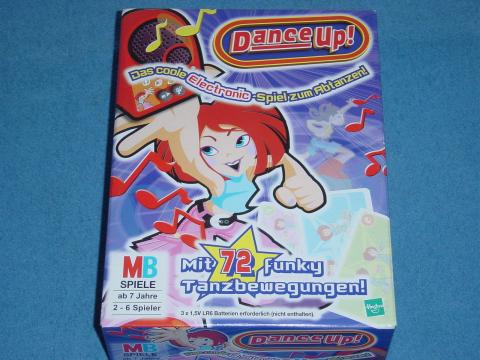 Dance Up!
Das coole Electronic-Spiel zum Abtanzen!
Mit 72 funky
Tanzbewegungen!
MB
SPIELE
ab 7 Jahre
2 - 6 Spieler
3 x 1,5V LR6 Batterien erforderlich (nicht enthalten).
Hasbro
MB
SPIELE
Dance Up!